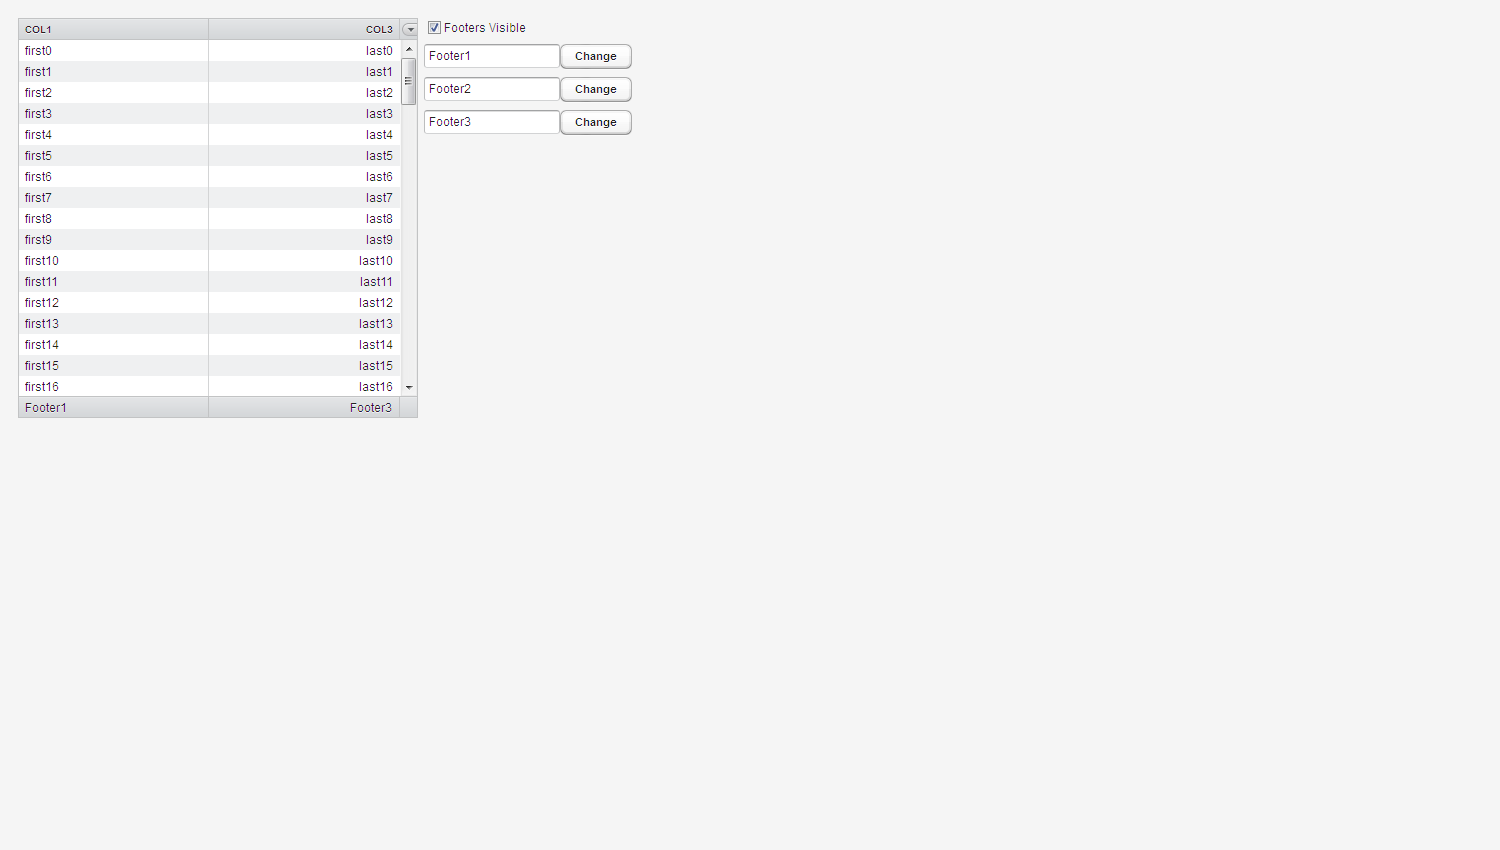 COL1 COL3
first0 last0
first1 last1
first2 last2
first3 last3
first4 last4
first5 last5
first6 last6
first7 last7
first8 last8
first9 last9
first10 last10
first11 last11
first12 last12
first13 last13
first14 last14
first15 last15
first16 last16
Footer1 Footer3
Footers Visible
Footer1 Change
Footer2 Change
Footer3 Change